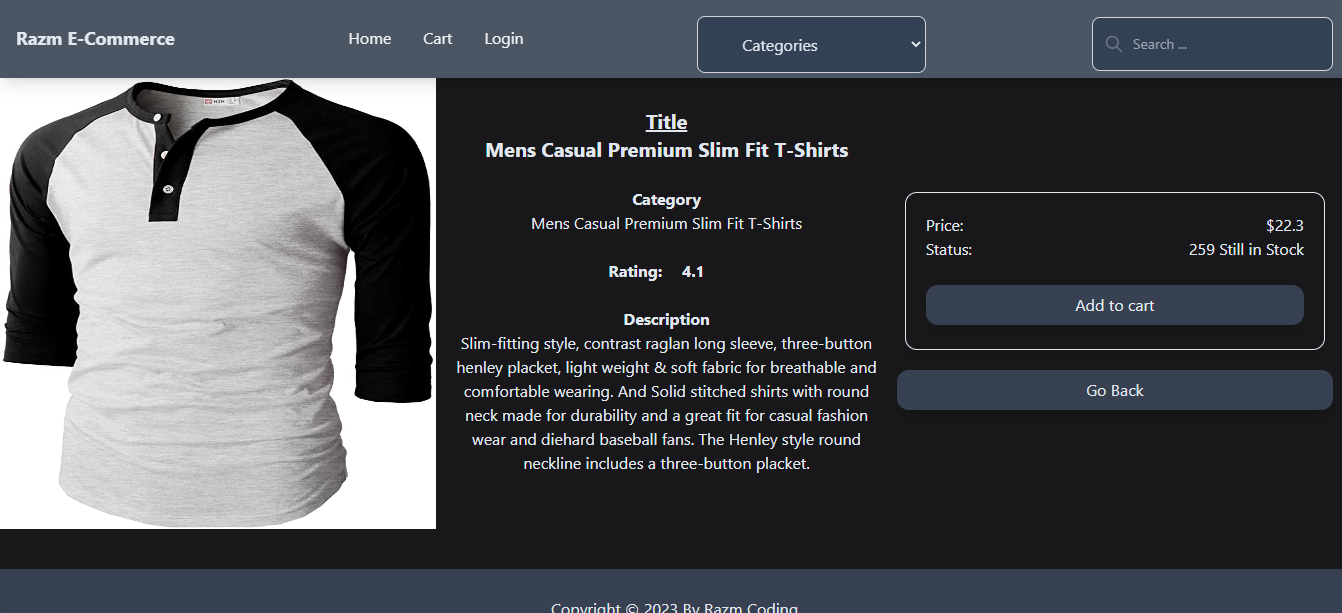 Razm E-Commerce
Home
Cart
Login
Categories
Search ...
Title
Mens Casual Premium Slim Fit T-Shirts
Category
Mens Casual Premium Slim Fit T-Shirts
Rating: 4.1
Description
Slim-fitting style, contrast raglan long sleeve, three-button
henley placket, light weight & soft fabric for breathable and
comfortable wearing. And Solid stitched shirts with round
neck made for durability and a great fit for casual fashion
wear and diehard baseball fans. The Henley style round
neckline includes a three-button placket.
Price: $22.3
Status: 259 Still in Stock
Add to cart
Go Back
Copyright © 2023 By Razm Coding